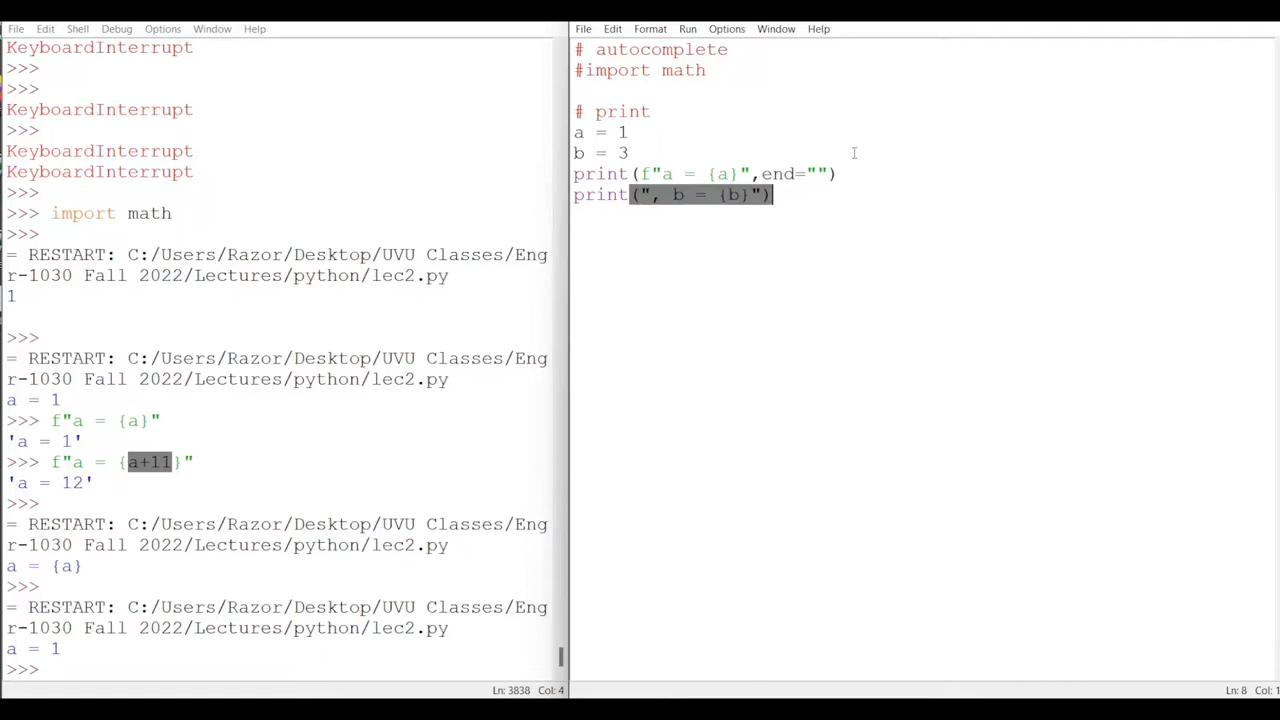 File Edit Shell Debug Options Window Help
KeyboardInterrupt
>>>
>>>
KeyboardInterrupt
>>>
KeyboardInterrupt
KeyboardInterrupt
>>>
>>> import math
>>>
= RESTART: C:/Users/Razor/Desktop/UVU Classes/Eng
r-1030 Fall 2022/Lectures/python/lec2.py
1
>>>
= RESTART: C:/Users/Razor/Desktop/UVU Classes/Eng
r-1030 Fall 2022/Lectures/python/lec2.py
a = 1
>>> f"a = {a}"
'a = 1'
>>> f"a = {a+11}"
'a = 12'
>>>
= RESTART: C:/Users/Razor/Desktop/UVU Classes/Eng
r-1030 Fall 2022/Lectures/python/lec2.py
a = {a}
>>>
= RESTART: C:/Users/Razor/Desktop/UVU Classes/Eng
r-1030 Fall 2022/Lectures/python/lec2.py
a = 1
>>>
Ln: 3838 Col: 4
File Edit Format Run Options Window Help
# autocomplete
#import math
# print
a = 1
b = 3
print(f"a = {a}",end="")
print(", b = {b}")
Ln: 8 Col: 1